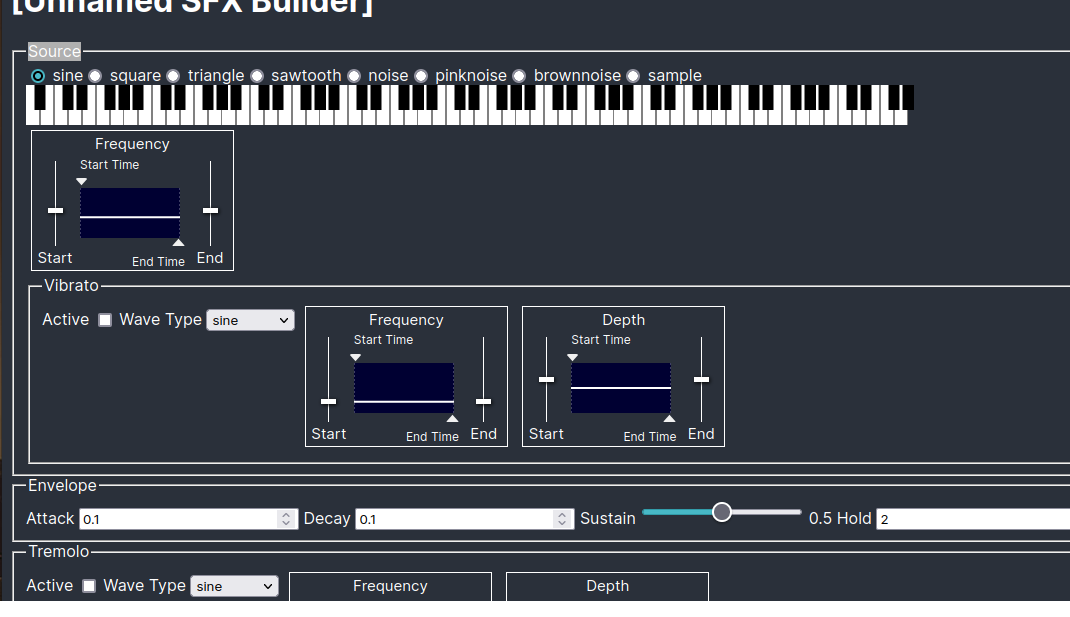 [Unnamed SFX Builder]
Source
sine square triangle sawtooth noise pinknoise brownnoise sample
Frequency
Start Time
Start End Time End
Vibrato
Active Wave Type sine
Frequency
Start Time
Start End Time End
Depth
Start Time
Start End Time End
Envelope
Attack 0.1 Decay 0.1 Sustain 0.5 Hold 2
Tremolo
Active Wave Type sine Frequency Depth